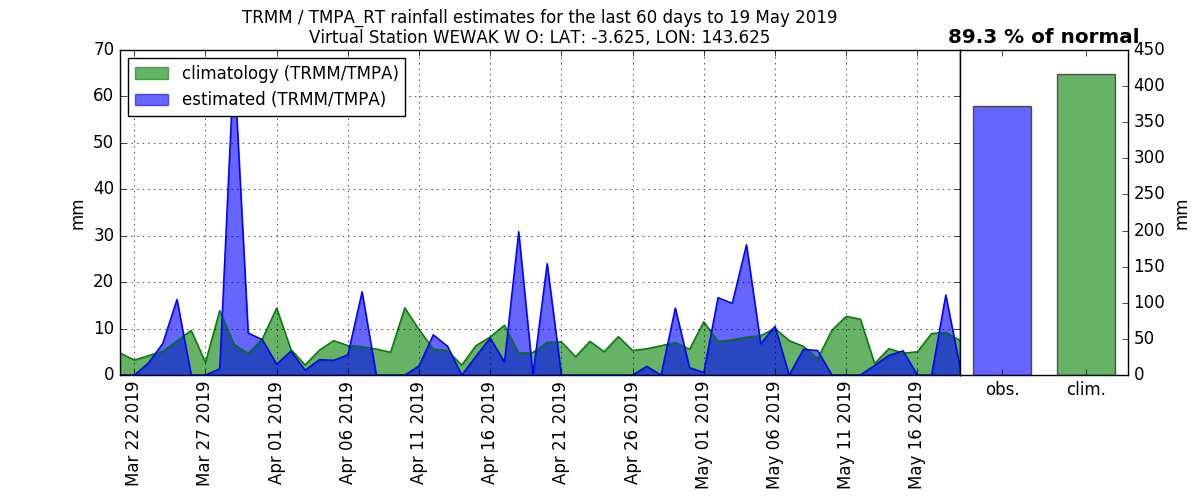 TRMM / TMPA_RT rainfall estimates for the last 60 days to 19 May 2019
Virtual Station WEWAK W O: LAT: -3.625, LON: 143.625
89.3 % of normal
climatology (TRMM/TMPA)
estimated (TRMM/TMPA)
70
60
50
40
30
20
10
0
mm
Mar 22 2019
Mar 27 2019
Apr 01 2019
Apr 06 2019
Apr 11 2019
Apr 16 2019
Apr 21 2019
Apr 26 2019
May 01 2019
May 06 2019
May 11 2019
May 16 2019
obs.
clim.
450
400
350
300
250
200
150
100
50
0
mm